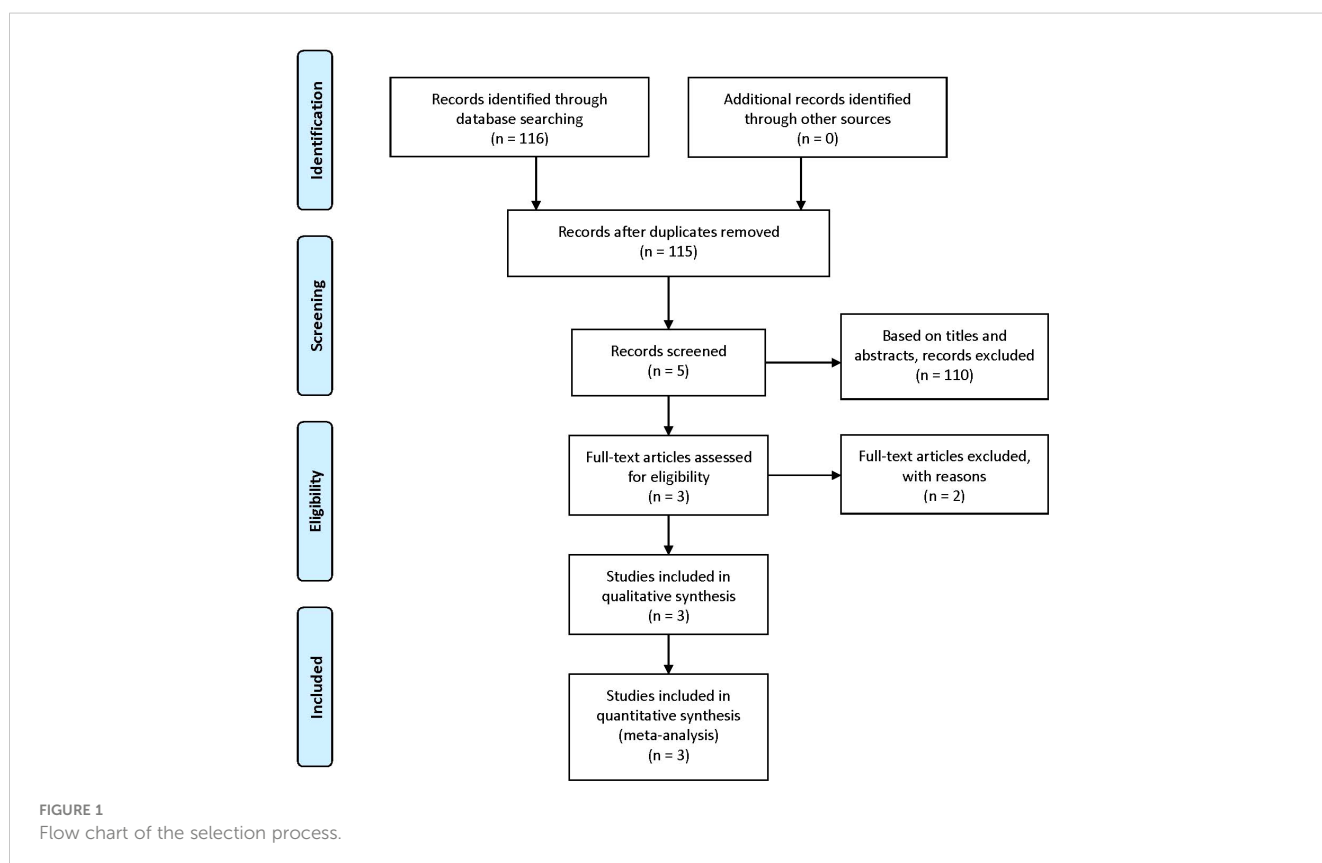 Identification
Records identified through
database searching
(n = 116)
Additional records identified
through other sources
(n = 0)
Records after duplicates removed
(n = 115)
Screening
Records screened
(n = 5)
Based on titles and
abstracts, records excluded
(n = 110)
Eligibility
Full-text articles assessed
for eligibility
(n = 3)
Full-text articles excluded,
with reasons
(n = 2)
Studies included in
qualitative synthesis
(n = 3)
Included
Studies included in
quantitative synthesis
(meta-analysis)
(n = 3)
FIGURE 1
Flow chart of the selection process.